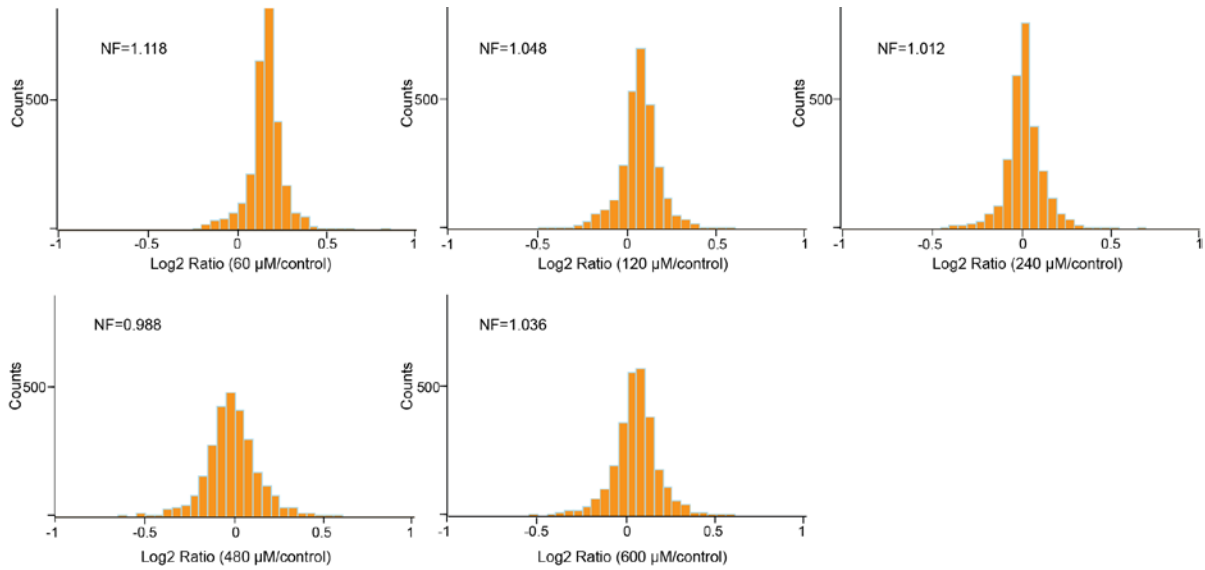 NF=1.118
Counts
500
-1 -0.5 0 0.5 1
Log2 Ratio (60 µM/control)
NF=1.048
Counts
500
-1 -0.5 0 0.5 1
Log2 Ratio (120 µM/control)
NF=1.012
Counts
500
-1 -0.5 0 0.5 1
Log2 Ratio (240 µM/control)
NF=0.988
Counts
500
-1 -0.5 0 0.5 1
Log2 Ratio (480 µM/control)
NF=1.036
Counts
500
-1 -0.5 0 0.5 1
Log2 Ratio (600 µM/control)